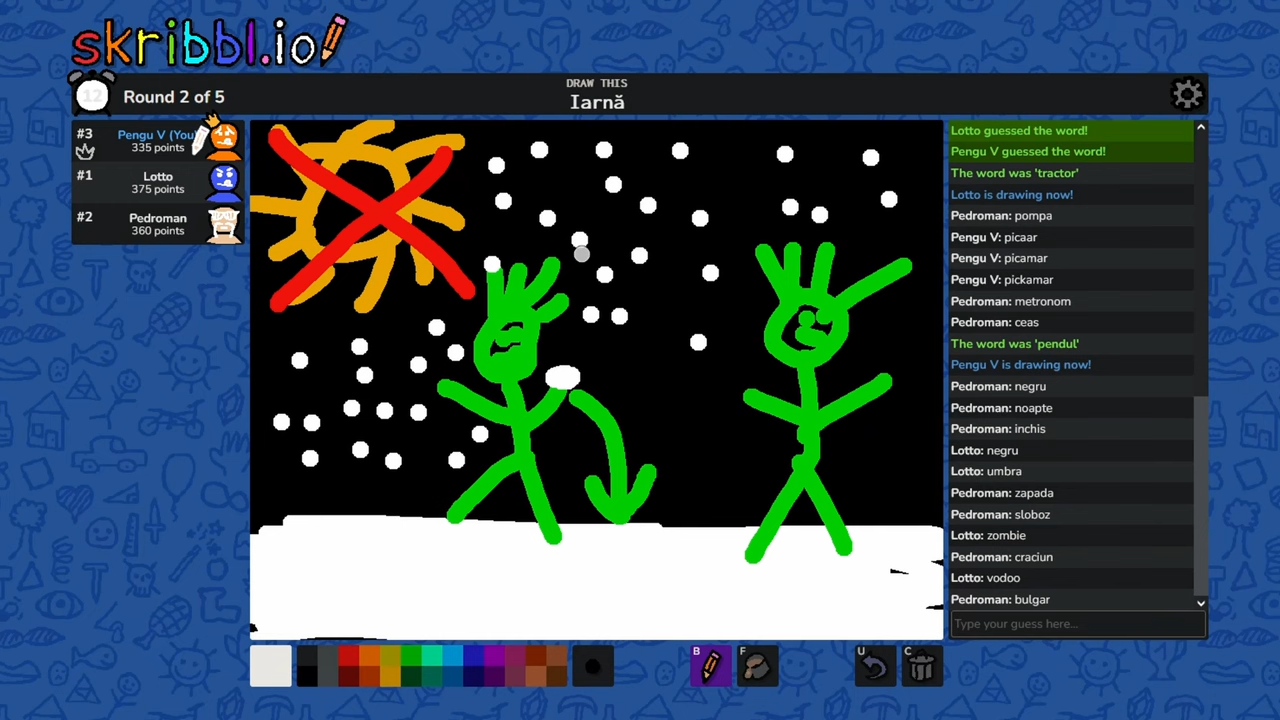 skribbl.io
12
Round 2 of 5
DRAW THIS
Iarnă
#3
Pengu V (You)
335 points
#1
Lotto
375 points
#2
Pedroman
360 points
Lotto guessed the word!
Pengu V guessed the word!
The word was 'tractor'
Lotto is drawing now!
Pedroman: pompa
Pengu V: picaar
Pengu V: picamar
Pengu V: pickamar
Pedroman: metronom
Pedroman: ceas
The word was 'pendul'
Pengu V is drawing now!
Pedroman: negru
Pedroman: noapte
Pedroman: inchis
Lotto: negru
Lotto: umbra
Pedroman: zapada
Pedroman: sloboz
Lotto: zombie
Pedroman: craciun
Lotto: vodoo
Pedroman: bulgar
Type your guess here...
B
F
U
C